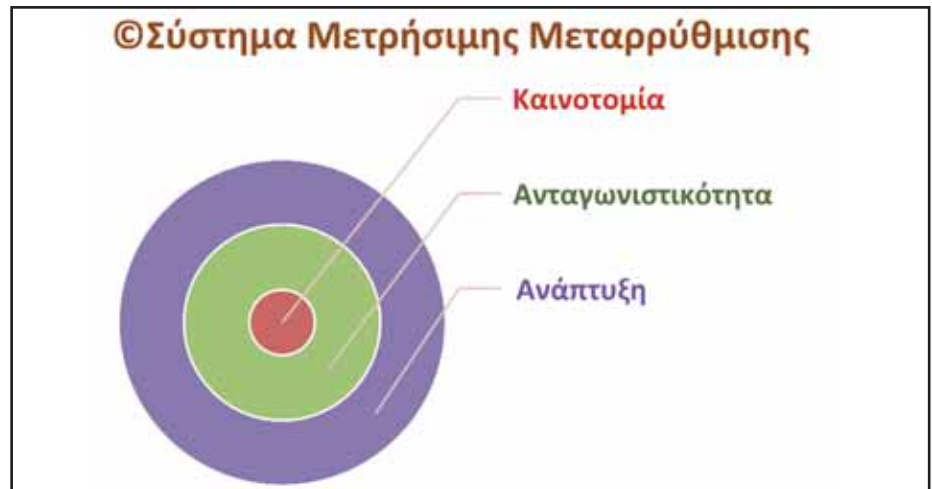 ©Σύστημα Μετρήσιμης Μεταρρύθμισης
Καινοτομία
Ανταγωνιστικότητα
Ανάπτυξη